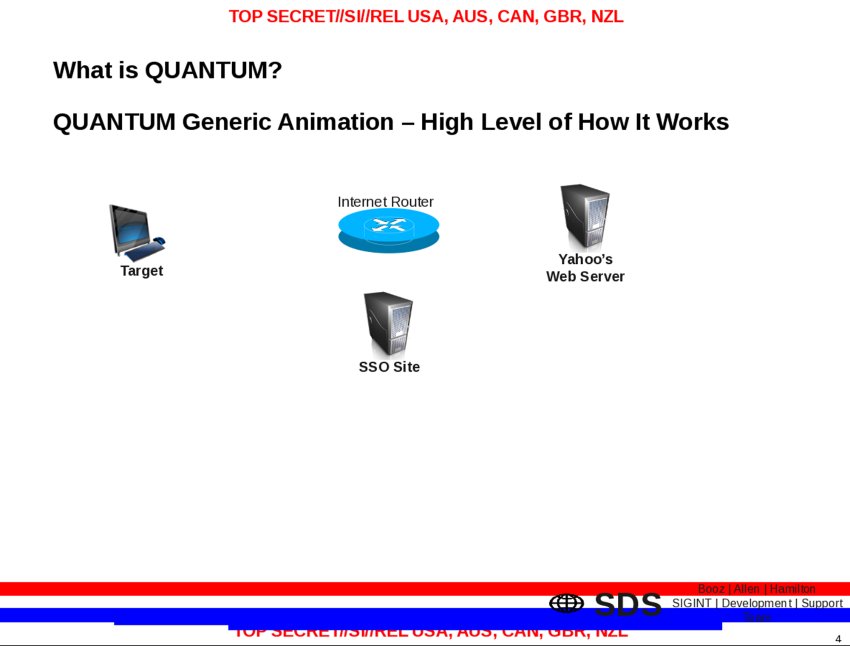 TOP SECRET//SI//REL USA, AUS, CAN, GBR, NZL
What is QUANTUM?
QUANTUM Generic Animation – High Level of How It Works
Internet Router
Target
Yahoo's
Web Server
SSO Site
Booz | Allen | Hamilton
SDS
SIGINT | Development | Support
TOP SECRET//SI//REL USA, AUS, CAN, GBR, NZL
4